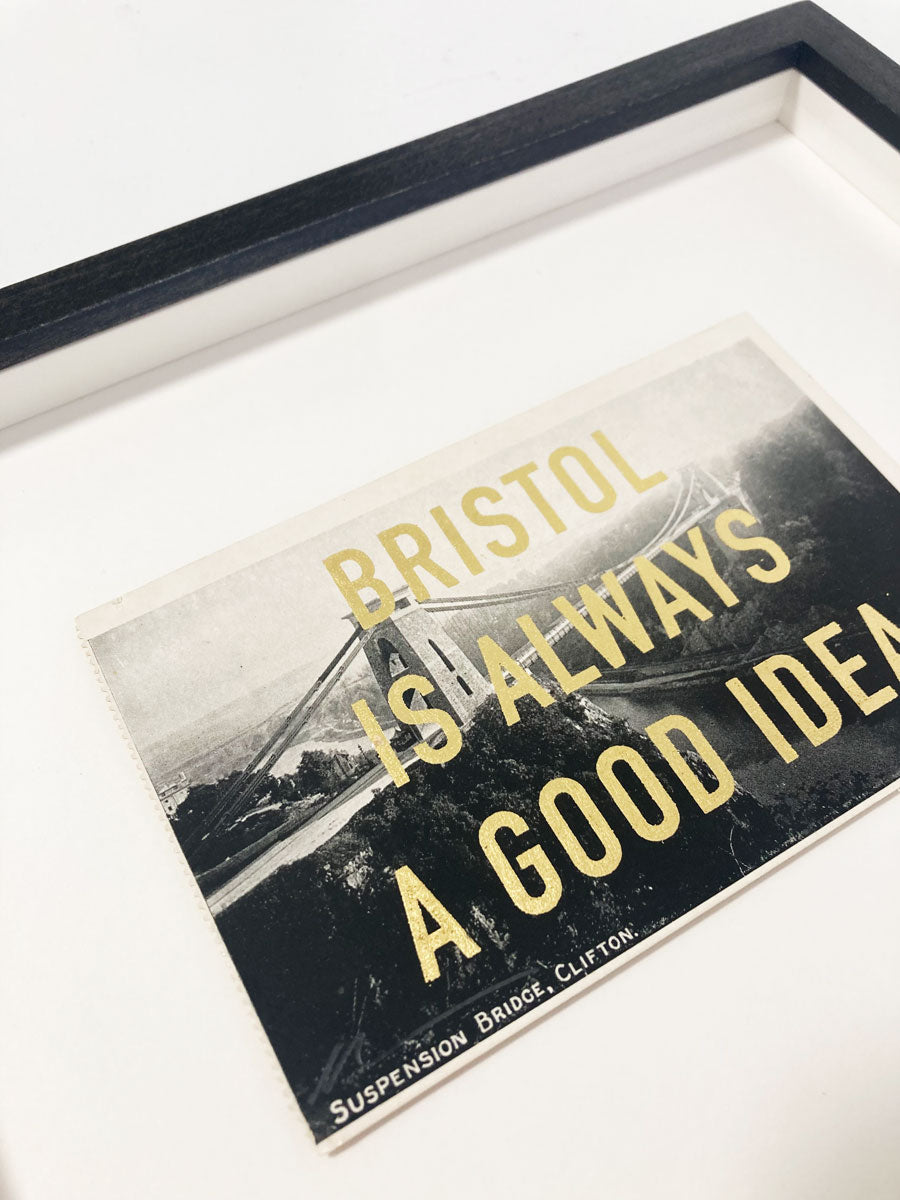 BRISTOL
IS ALWAYS
A GOOD IDEA
SUSPENSION BRIDGE, CLIFTON.